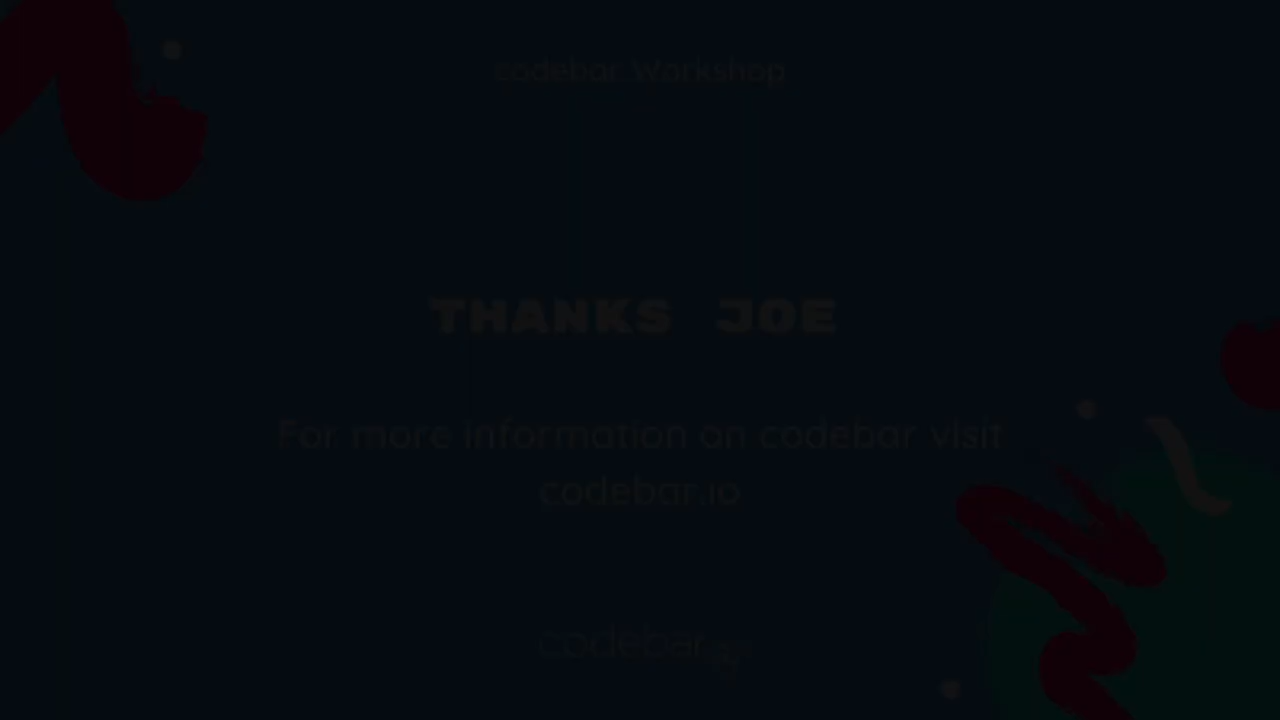 codebar Workshop
THANKS JOE
For more information on codebar visit
codebar.io
codebar